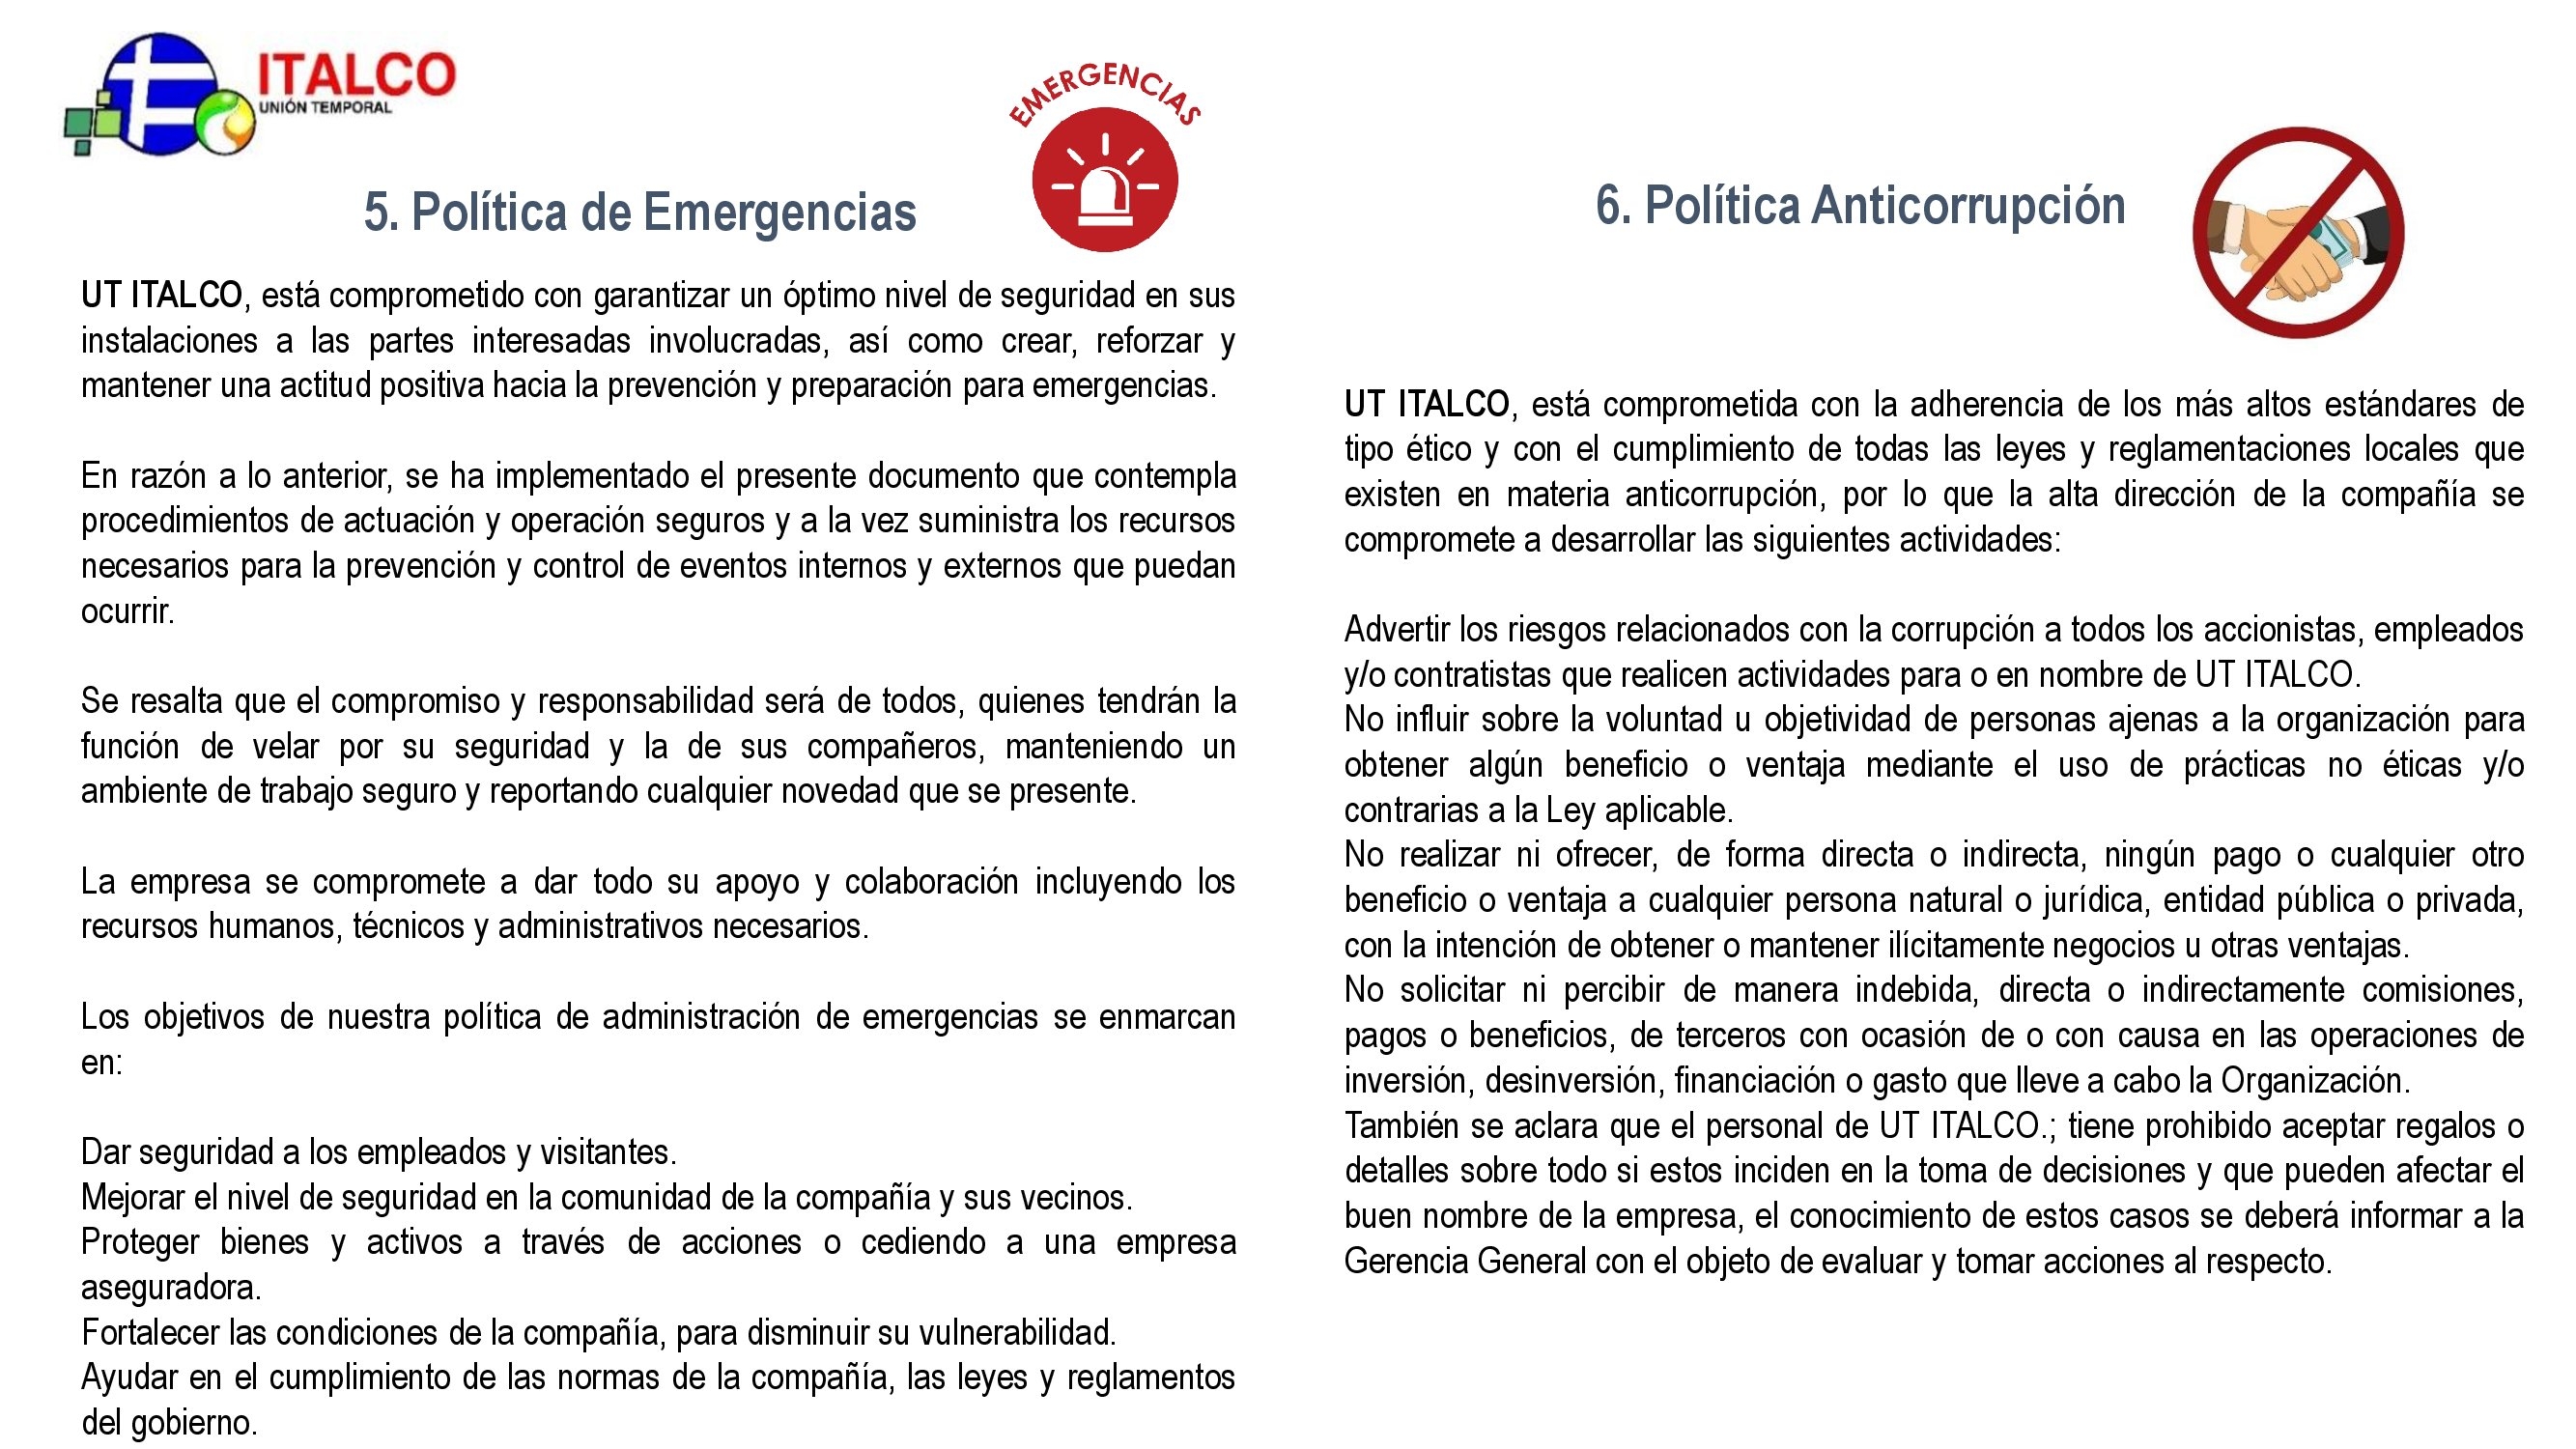 ITALCO
UNIÓN TEMPORAL
EMERGENCIAS
5. Política de Emergencias
UT ITALCO, está comprometido con garantizar un óptimo nivel de seguridad en sus
instalaciones a las partes interesadas involucradas, así como crear, reforzar y
mantener una actitud positiva hacia la prevención y preparación para emergencias.
En razón a lo anterior, se ha implementado el presente documento que contempla
procedimientos de actuación y operación seguros y a la vez suministra los recursos
necesarios para la prevención y control de eventos internos y externos que puedan
ocurrir.
Se resalta que el compromiso y responsabilidad será de todos, quienes tendrán la
función de velar por su seguridad y la de sus compañeros, manteniendo un
ambiente de trabajo seguro y reportando cualquier novedad que se presente.
La empresa se compromete a dar todo su apoyo y colaboración incluyendo los
recursos humanos, técnicos y administrativos necesarios.
Los objetivos de nuestra política de administración de emergencias se enmarcan
en:
Dar seguridad a los empleados y visitantes.
Mejorar el nivel de seguridad en la comunidad de la compañía y sus vecinos.
Proteger bienes y activos a través de acciones o cediendo a una empresa
aseguradora.
Fortalecer las condiciones de la compañía, para disminuir su vulnerabilidad.
Ayudar en el cumplimiento de las normas de la compañía, las leyes y reglamentos
del gobierno.
6. Política Anticorrupción
UT ITALCO, está comprometida con la adherencia de los más altos estándares de
tipo ético y con el cumplimiento de todas las leyes y reglamentaciones locales que
existen en materia anticorrupción, por lo que la alta dirección de la compañía se
compromete a desarrollar las siguientes actividades:
Advertir los riesgos relacionados con la corrupción a todos los accionistas, empleados
y/o contratistas que realicen actividades para o en nombre de UT ITALCO.
No influir sobre la voluntad u objetividad de personas ajenas a la organización para
obtener algún beneficio o ventaja mediante el uso de prácticas no éticas y/o
contrarias a la Ley aplicable.
No realizar ni ofrecer, de forma directa o indirecta, ningún pago o cualquier otro
beneficio o ventaja a cualquier persona natural o jurídica, entidad pública o privada,
con la intención de obtener o mantener ilícitamente negocios u otras ventajas.
No solicitar ni percibir de manera indebida, directa o indirectamente comisiones,
pagos o beneficios, de terceros con ocasión de o con causa en las operaciones de
inversión, desinversión, financiación o gasto que lleve a cabo la Organización.
También se aclara que el personal de UT ITALCO.; tiene prohibido aceptar regalos o
detalles sobre todo si estos inciden en la toma de decisiones y que pueden afectar el
buen nombre de la empresa, el conocimiento de estos casos se deberá informar a la
Gerencia General con el objeto de evaluar y tomar acciones al respecto.